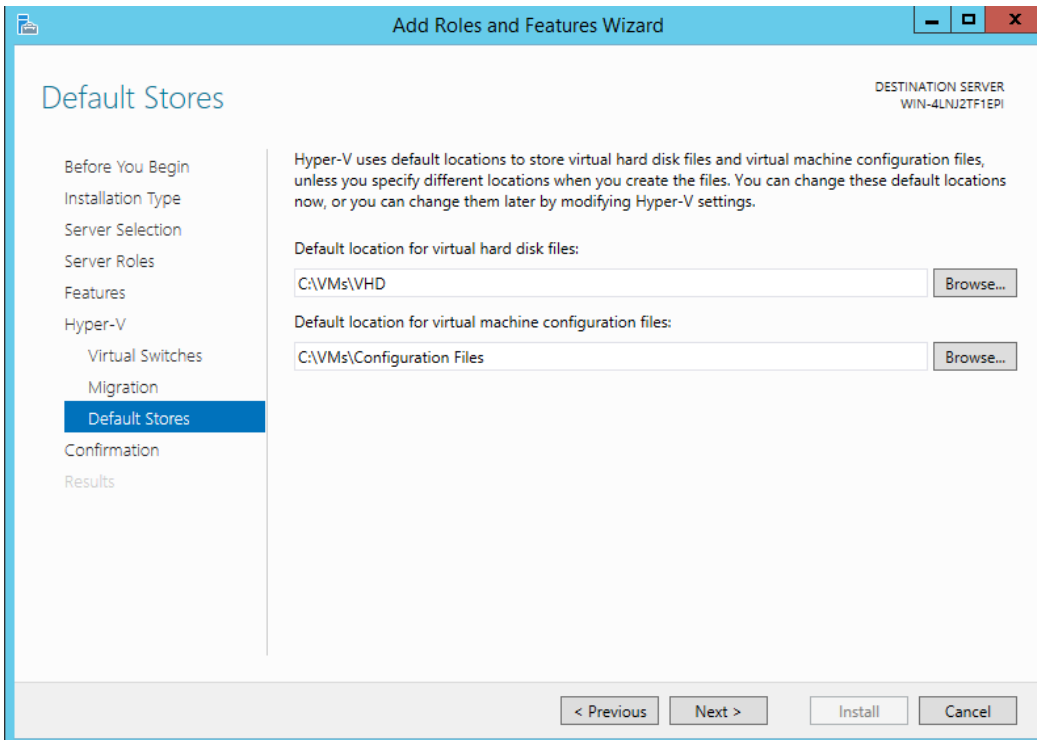 Add Roles and Features Wizard
Default Stores
DESTINATION SERVER
WIN-4LNJ2TF1EPI
Before You Begin
Installation Type
Server Selection
Server Roles
Features
Hyper-V
Virtual Switches
Migration
Default Stores
Confirmation
Results
Hyper-V uses default locations to store virtual hard disk files and virtual machine configuration files,
unless you specify different locations when you create the files. You can change these default locations
now, or you can change them later by modifying Hyper-V settings.
Default location for virtual hard disk files:
C:\VMs\VHD
Browse...
Default location for virtual machine configuration files:
C:\VMs\Configuration Files
Browse...
< Previous
Next >
Install
Cancel